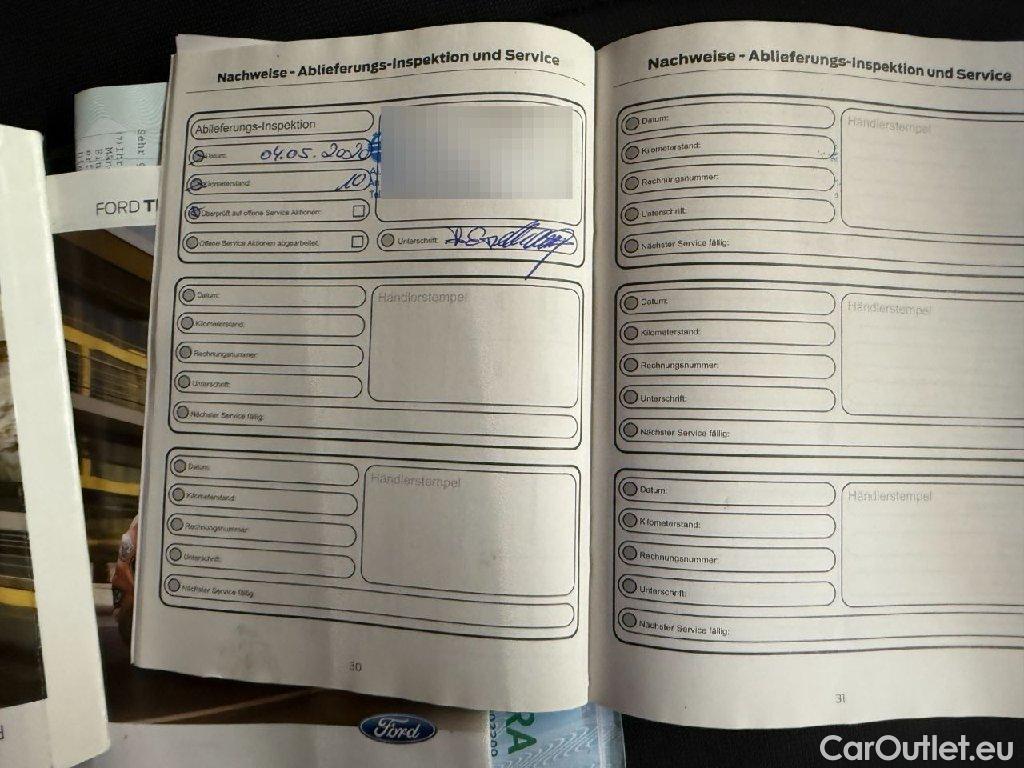 Nachweise - Ablieferungs-Inspektion und Service
Ablieferungs-Inspektion
Datum: 04.05.2020
Kilometerstand: 10
Überprüft auf offene Service Aktionen:
Offene Service Aktionen abgearbeitet:
Unterschrift:
Datum:
Kilometerstand:
Rechnungsnummer:
Unterschrift:
Nächster Service fällig:
Händlerstempel
Datum:
Kilometerstand:
Rechnungsnummer:
Unterschrift:
Nächster Service fällig:
Händlerstempel
30
Nachweise - Ablieferungs-Inspektion und Service
Datum:
Kilometerstand:
Rechnungsnummer:
Unterschrift:
Nächster Service fällig:
Händlerstempel
Datum:
Kilometerstand:
Rechnungsnummer:
Unterschrift:
Nächster Service fällig:
Händlerstempel
Datum:
Kilometerstand:
Rechnungsnummer:
Unterschrift:
Nächster Service fällig:
Händlerstempel
31
FORD
Ford
CarOutlet.eu